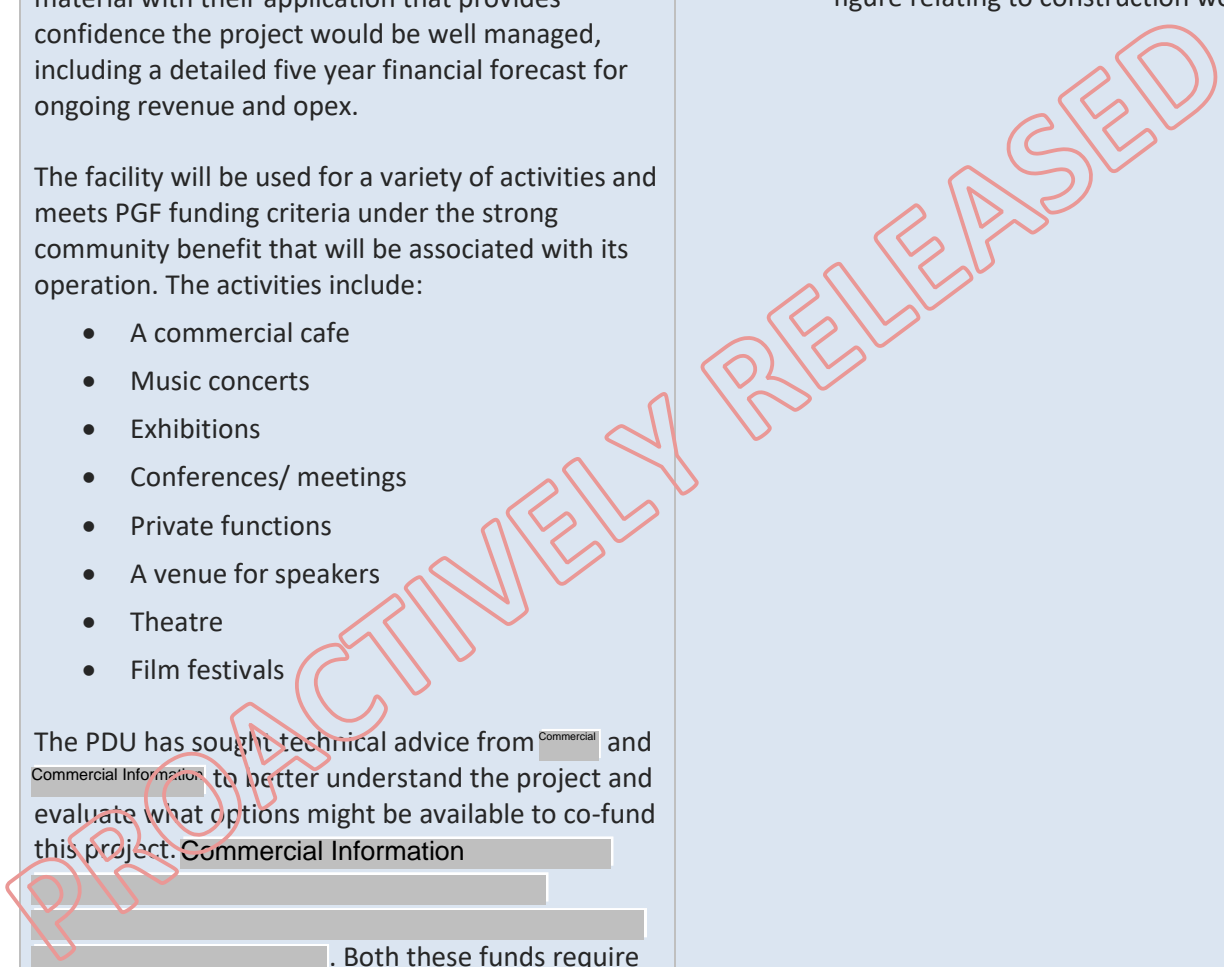 material with their application that provides
confidence the project would be well managed,
including a detailed five year financial forecast for
ongoing revenue and opex.
The facility will be used for a variety of activities and
meets PGF funding criteria under the strong
community benefit that will be associated with its
operation. The activities include:
• A commercial cafe
• Music concerts
• Exhibitions
• Conferences/ meetings
• Private functions
• A venue for speakers
• Theatre
• Film festivals
The PDU has sought technical advice from Commercial and
Commercial Information to better understand the project and
evaluate what options might be available to co-fund
this project. Commercial Information
. Both these funds require
figure relating to construction
PROACTIVELY RELEASED